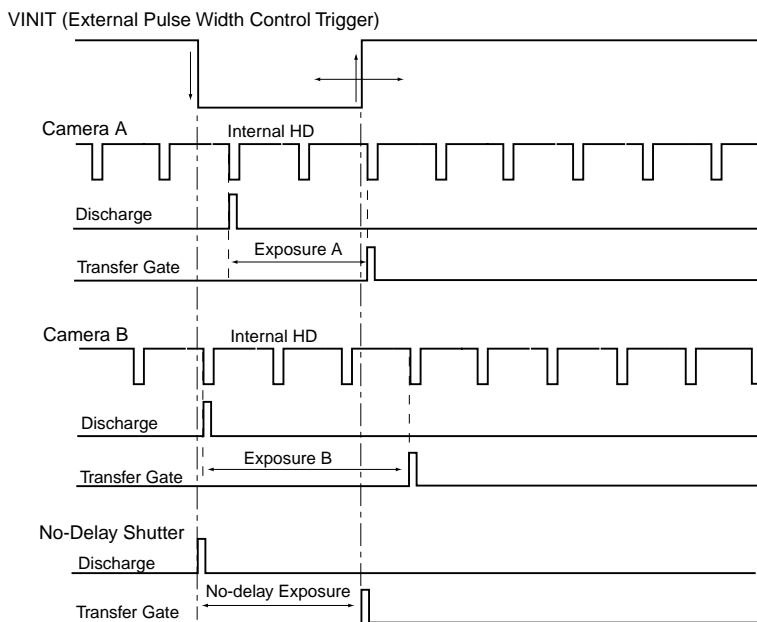 VINIT (External Pulse Width Control Trigger)
Camera A
Internal HD
Discharge
Exposure A
Transfer Gate
Camera B
Internal HD
Discharge
Exposure B
Transfer Gate
No-Delay Shutter
Discharge
No-delay Exposure
Transfer Gate